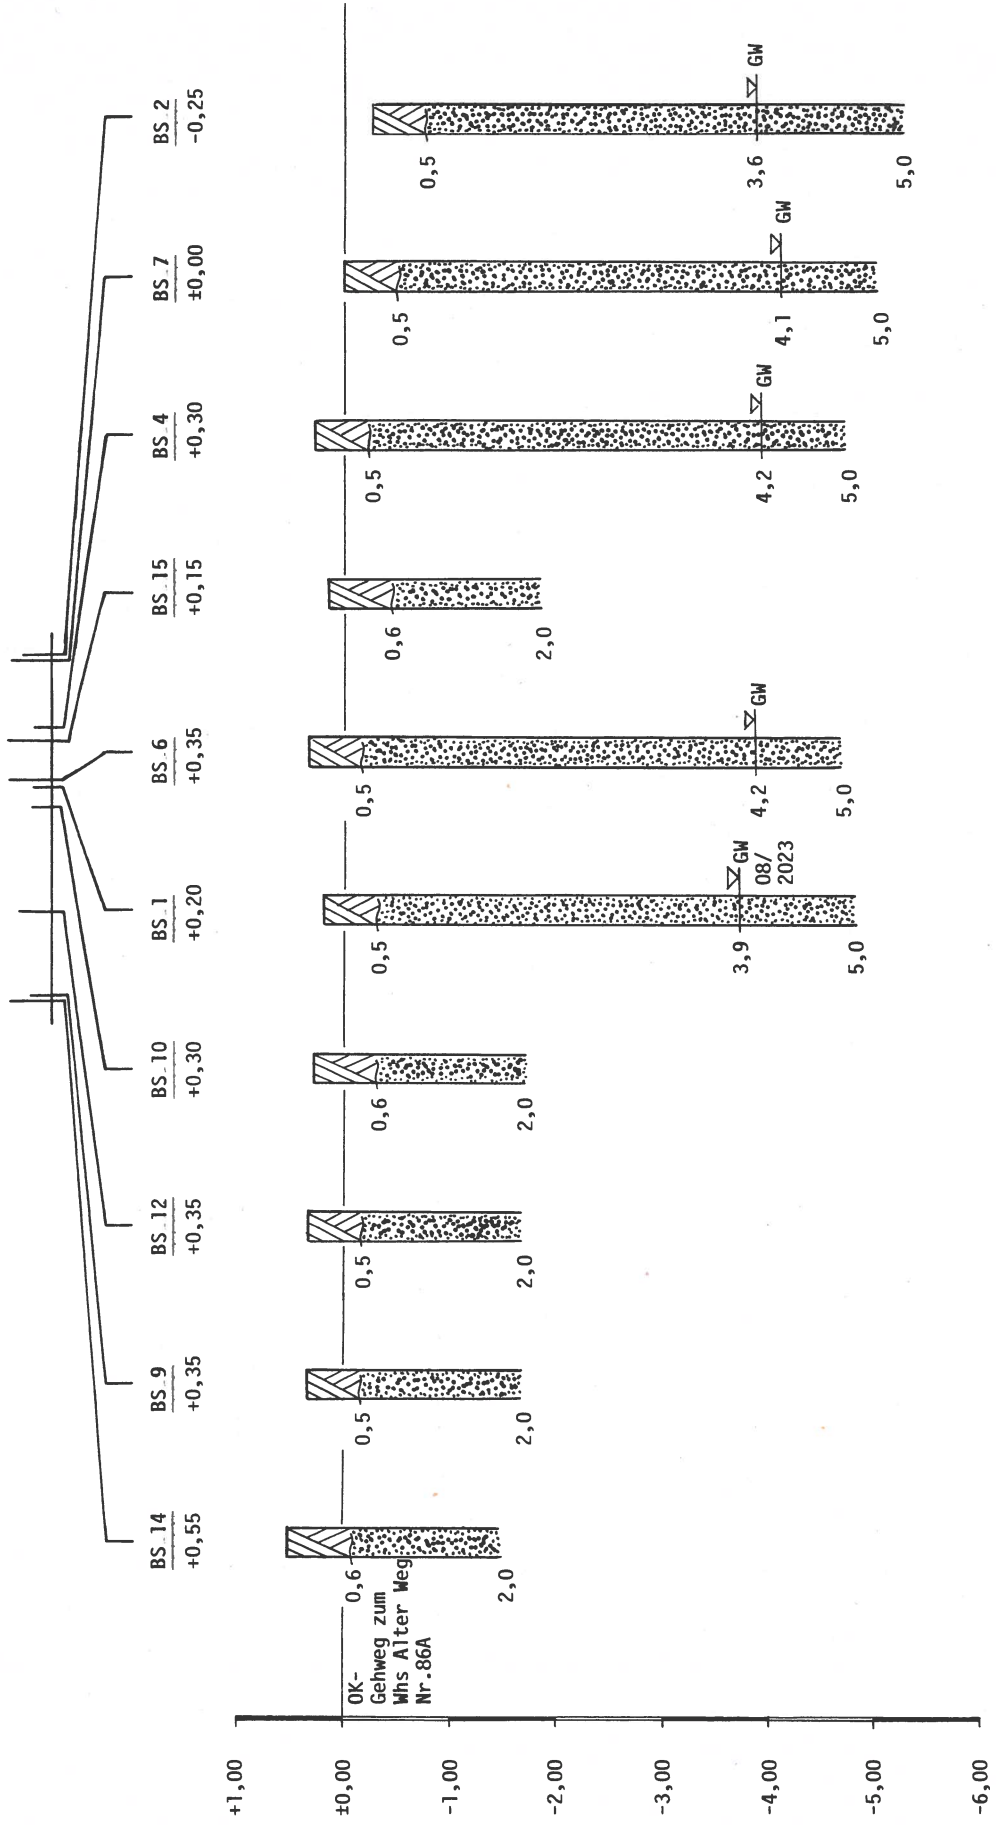 BS 14
+0,55
BS 9
+0,35
BS 12
+0,35
BS 10
+0,30
BS 1
+0,20
BS 6
+0,35
BS 15
+0,15
BS 4
+0,30
BS 7
±0,00
BS 2
-0,25
+1,00
±0,00
-1,00
-2,00
-3,00
-4,00
-5,00
-6,00
OK-
Gehweg zum
Whs Alter Weg
Nr.86A
0,6
2,0
0,5
2,0
0,5
2,0
0,6
2,0
0,5
3,9
GW
08/
2023
5,0
0,5
4,2
GW
5,0
0,6
2,0
0,5
4,2
GW
5,0
0,5
4,1
GW
5,0
0,5
3,6
GW
5,0